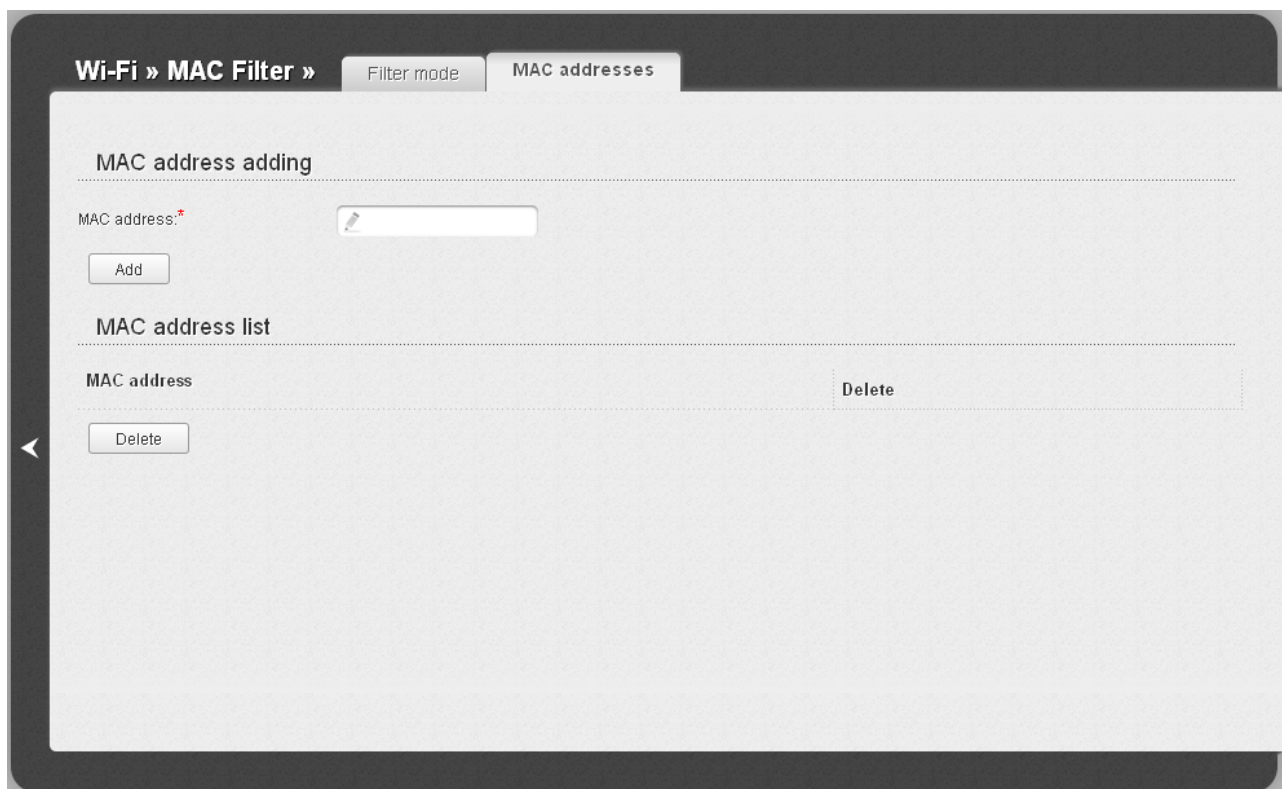 Wi-Fi » MAC Filter » Filter mode MAC addresses
MAC address adding
MAC address:*
Add
MAC address list
MAC address Delete
Delete